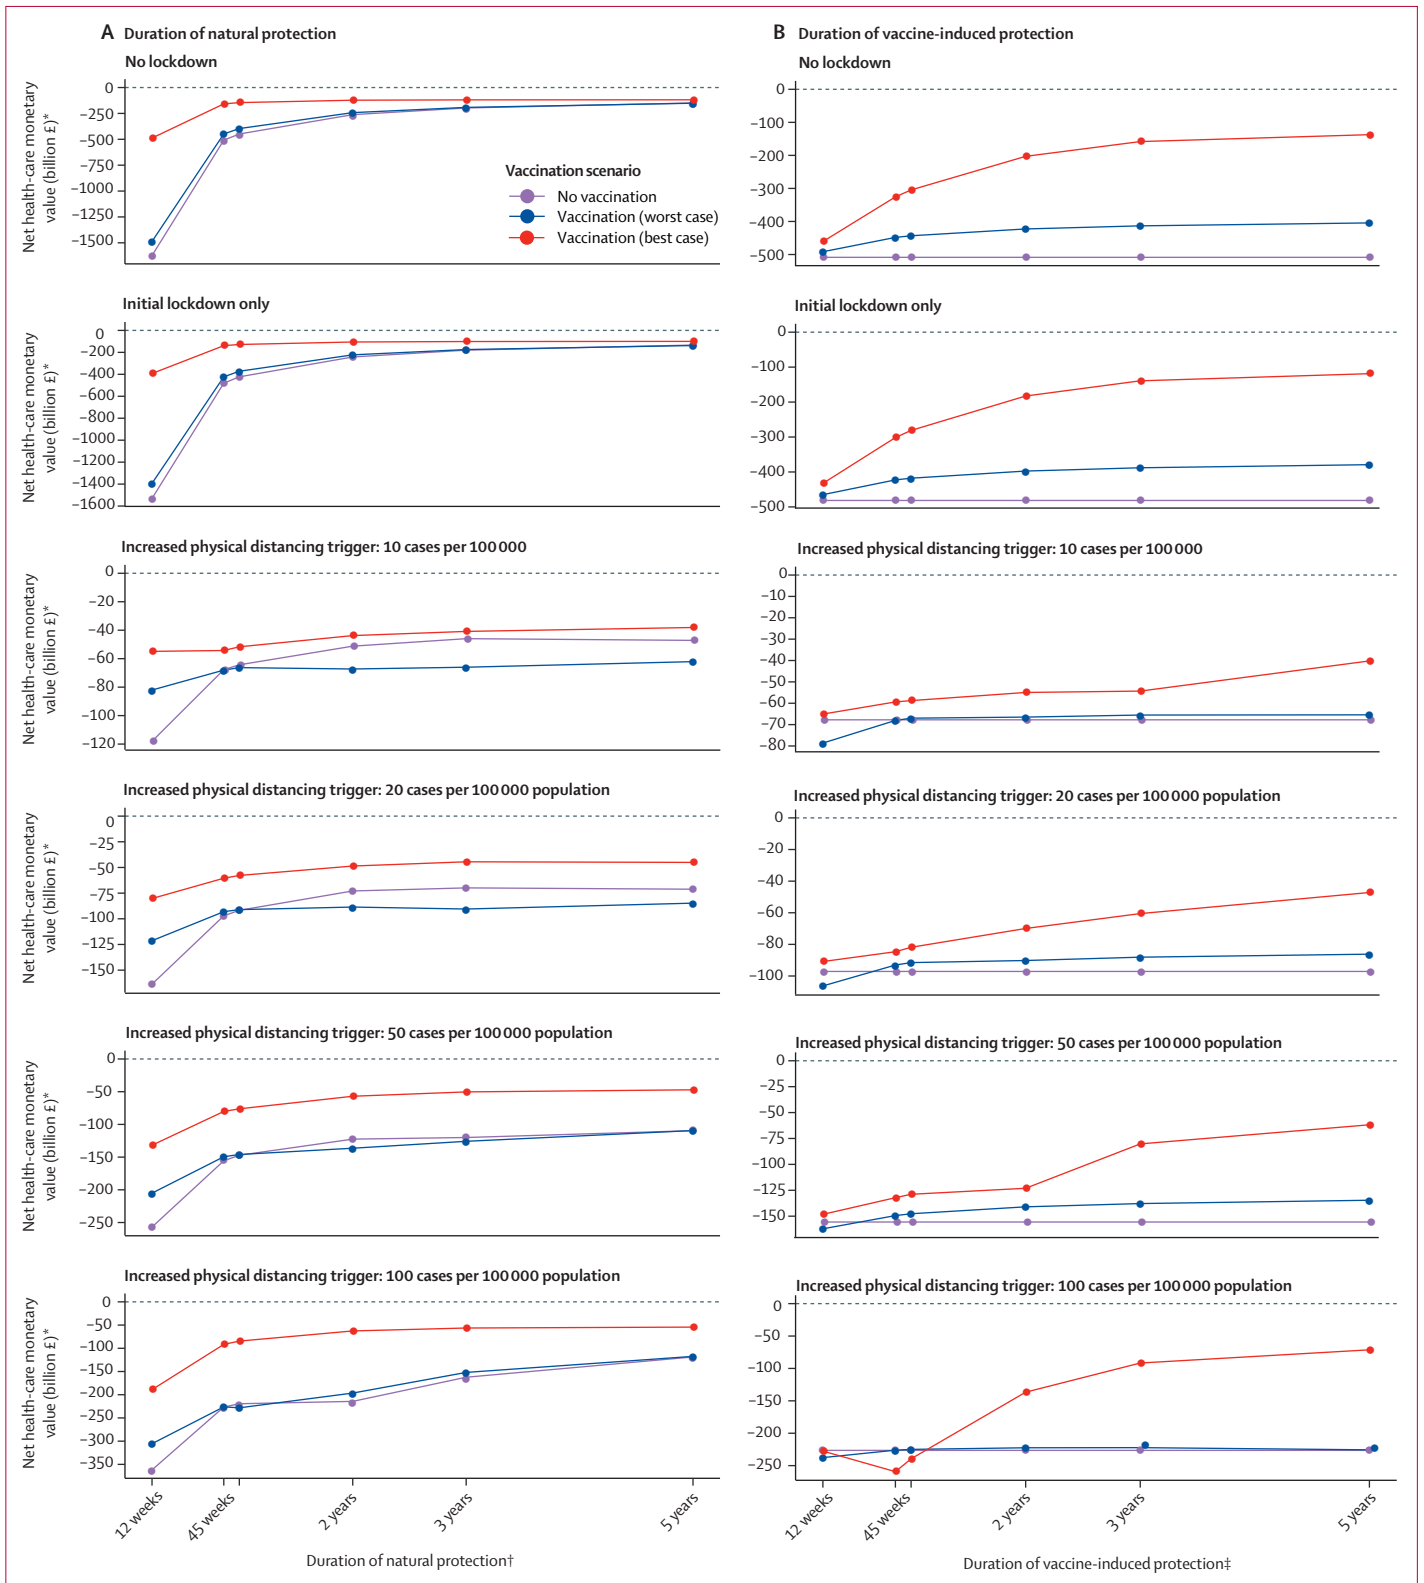 A Duration of natural protection
No lockdown
Net health-care monetary
value (billion £)*
0
−250
−500
−750
−1000
−1250
−1500
Vaccination scenario
No vaccination
Vaccination (worst case)
Vaccination (best case)
Initial lockdown only
Net health-care monetary
value (billion £)*
0
−200
−400
−600
−800
−1000
−1200
−1400
−1600
Increased physical distancing trigger: 10 cases per 100 000
Net health-care monetary
value (billion £)*
0
−20
−40
−60
−80
−100
−120
Increased physical distancing trigger: 20 cases per 100 000 population
Net health-care monetary
value (billion £)*
0
−25
−50
−75
−100
−125
−150
Increased physical distancing trigger: 50 cases per 100 000 population
Net health-care monetary
value (billion £)*
0
−50
−100
−150
−200
−250
Increased physical distancing trigger: 100 cases per 100 000 population
Net health-care monetary
value (billion £)*
0
−50
−100
−150
−200
−250
−300
−350
12 weeks
45 weeks
2 years
3 years
5 years
Duration of natural protection†
B Duration of vaccine-induced protection
No lockdown
0
−100
−200
−300
−400
−500
Initial lockdown only
0
−100
−200
−300
−400
−500
Increased physical distancing trigger: 10 cases per 100 000
0
−10
−20
−30
−40
−50
−60
−70
−80
Increased physical distancing trigger: 20 cases per 100 000 population
0
−20
−40
−60
−80
−100
Increased physical distancing trigger: 50 cases per 100 000 population
0
−25
−50
−75
−100
−125
−150
Increased physical distancing trigger: 100 cases per 100 000 population
0
−50
−100
−150
−200
−250
12 weeks
45 weeks
2 years
3 years
5 years
Duration of vaccine-induced protection‡